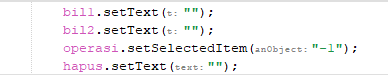 bil1.setText(t: "");
bil2.setText(t: "");
operasi.setSelectedItem(anObject: "-1");
hapus.setText(text: "");